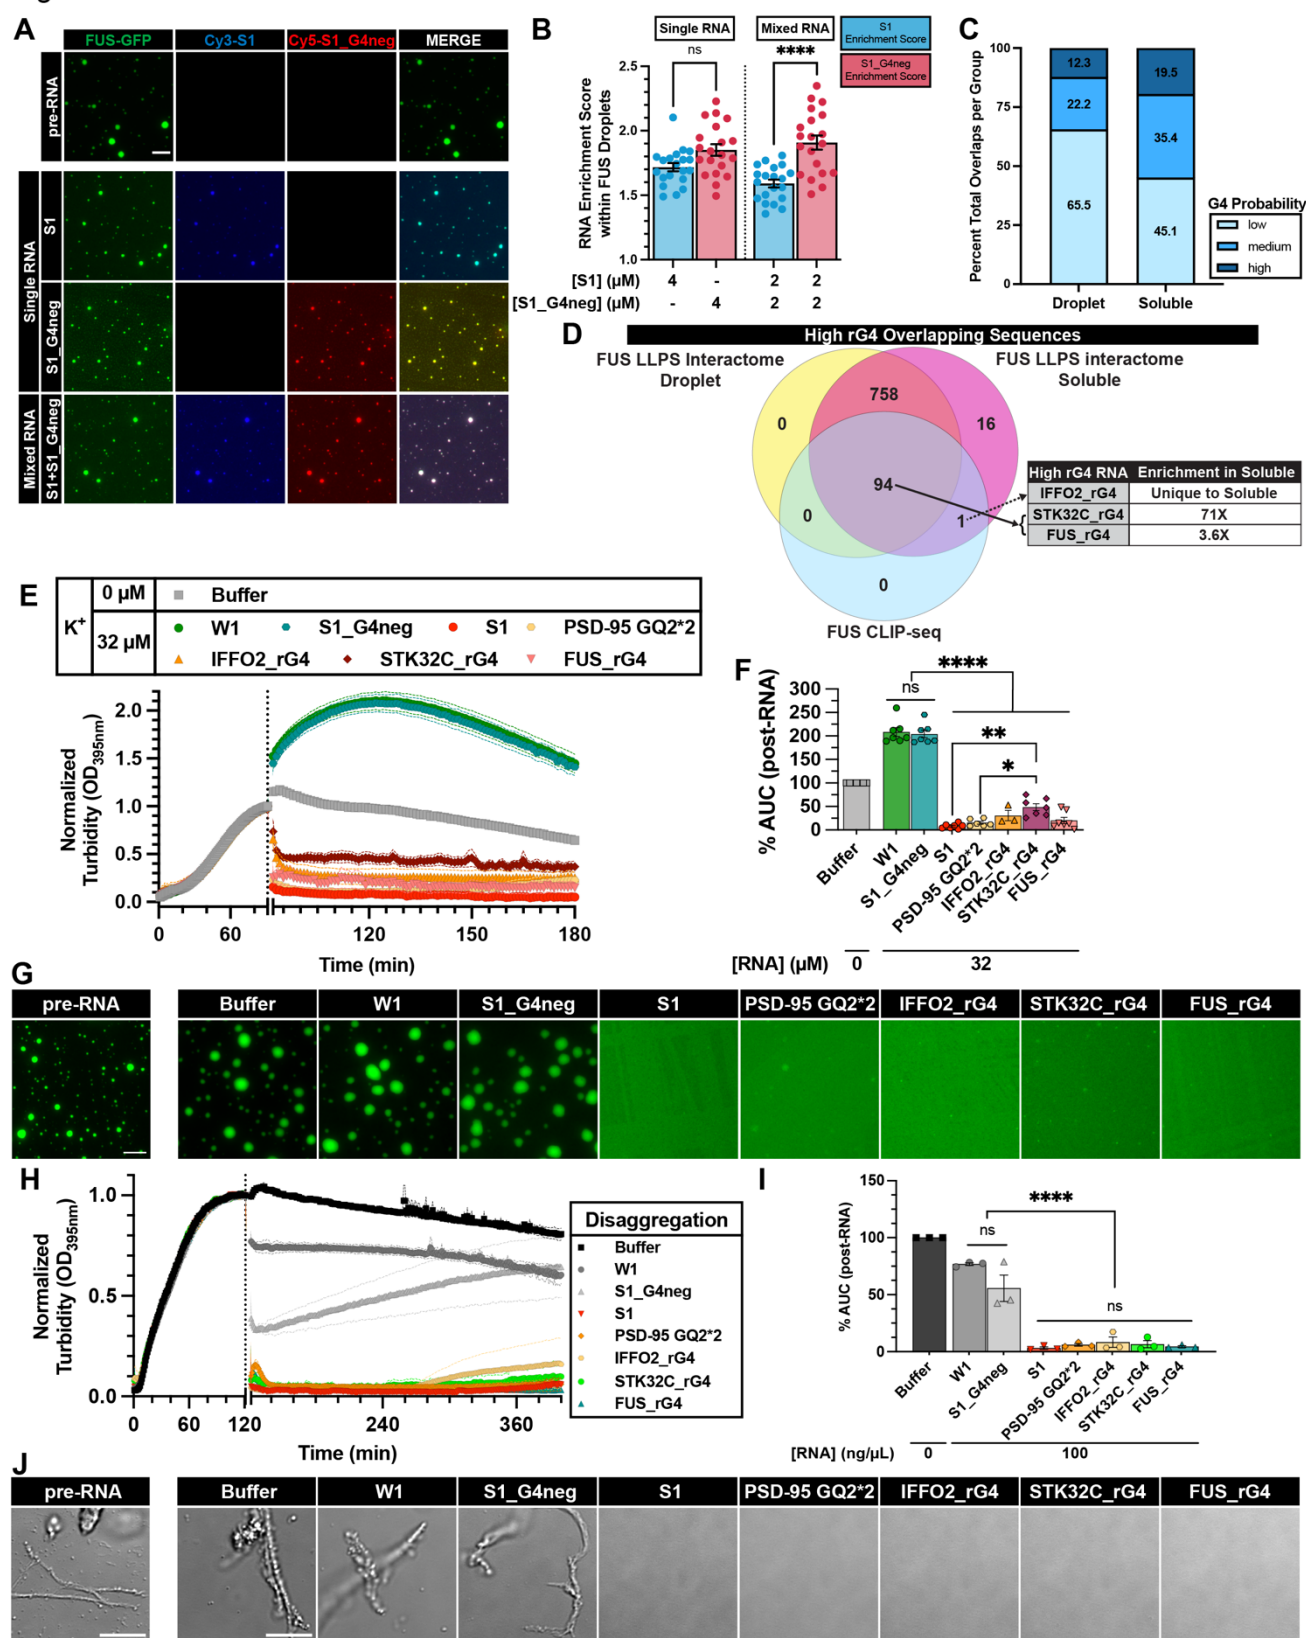 A
FUS-GFP Cy3-S1 Cy5-S1_G4neg MERGE
pre-RNA
Single RNA
S1
S1_G4neg
Mixed RNA
S1+S1_G4neg
B
Single RNA Mixed RNA
S1
Enrichment Score
S1_G4neg
Enrichment Score
ns ****
RNA Enrichment Score
within FUS Droplets
2.5
2.0
1.5
1.0
[S1] (µM) 4 - 2 2
[S1_G4neg] (µM) - 4 2 2
C
Percent Total Overlaps per Group
100
75
50
25
0
12.3 19.5
22.2 35.4
65.5 45.1
Droplet Soluble
G4 Probability
low
medium
high
D
High rG4 Overlapping Sequences
FUS LLPS Interactome
Droplet
FUS LLPS interactome
Soluble
758
0 16
94
0 1
0
FUS CLIP-seq
High rG4 RNA Enrichment in Soluble
IFFO2_rG4 Unique to Soluble
STK32C_rG4 71X
FUS_rG4 3.6X
E
K+
0 µM Buffer
32 µM W1 S1_G4neg S1 PSD-95 GQ2*2
IFFO2_rG4 STK32C_rG4 FUS_rG4
Normalized
Turbidity (OD395nm)
2.0
1.5
1.0
0.5
0.0
0 60 120 180
Time (min)
F
% AUC (post-RNA)
300
250
200
150
100
50
0
ns
****
**
*
Buffer
W1
S1_G4neg
S1
PSD-95 GQ2*2
IFFO2_rG4
STK32C_rG4
FUS_rG4
[RNA] (µM) 0 32
G
pre-RNA Buffer W1 S1_G4neg S1 PSD-95 GQ2*2 IFFO2_rG4 STK32C_rG4 FUS_rG4
H
Normalized
Turbidity (OD395nm)
1.0
0.5
0.0
0 60 120 240 360
Time (min)
Disaggregation
Buffer
W1
S1_G4neg
S1
PSD-95 GQ2*2
IFFO2_rG4
STK32C_rG4
FUS_rG4
I
% AUC (post-RNA)
150
100
50
0
ns
****
ns
Buffer
W1
S1_G4neg
S1
PSD-95 GQ2*2
IFFO2_rG4
STK32C_rG4
FUS_rG4
[RNA] (ng/µL) 0 100
J
pre-RNA Buffer W1 S1_G4neg S1 PSD-95 GQ2*2 IFFO2_rG4 STK32C_rG4 FUS_rG4